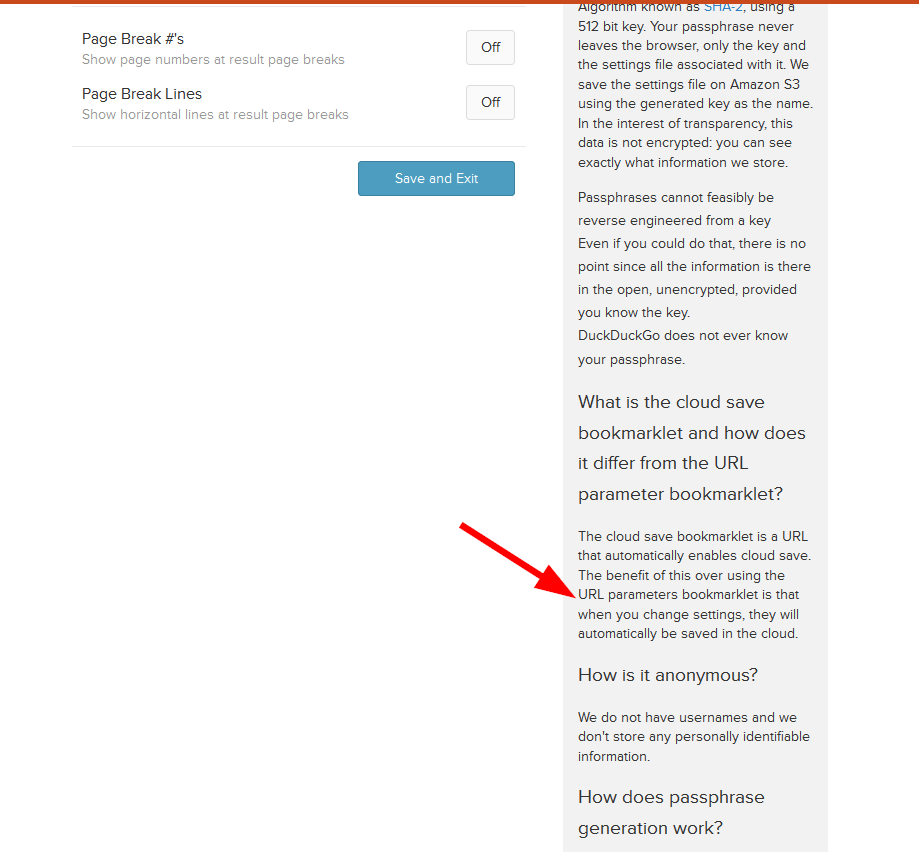 Page Break #'s
Show page numbers at result page breaks
Off
Page Break Lines
Show horizontal lines at result page breaks
Off
Save and Exit
Algorithm known as SHA-2, using a
512 bit key. Your passphrase never
leaves the browser, only the key and
the settings file associated with it. We
save the settings file on Amazon S3
using the generated key as the name.
In the interest of transparency, this
data is not encrypted: you can see
exactly what information we store.
Passphrases cannot feasibly be
reverse engineered from a key
Even if you could do that, there is no
point since all the information is there
in the open, unencrypted, provided
you know the key.
DuckDuckGo does not ever know
your passphrase.
What is the cloud save
bookmarklet and how does
it differ from the URL
parameter bookmarklet?
The cloud save bookmarklet is a URL
that automatically enables cloud save.
The benefit of this over using the
URL parameters bookmarklet is that
when you change settings, they will
automatically be saved in the cloud.
How is it anonymous?
We do not have usernames and we
don't store any personally identifiable
information.
How does passphrase
generation work?